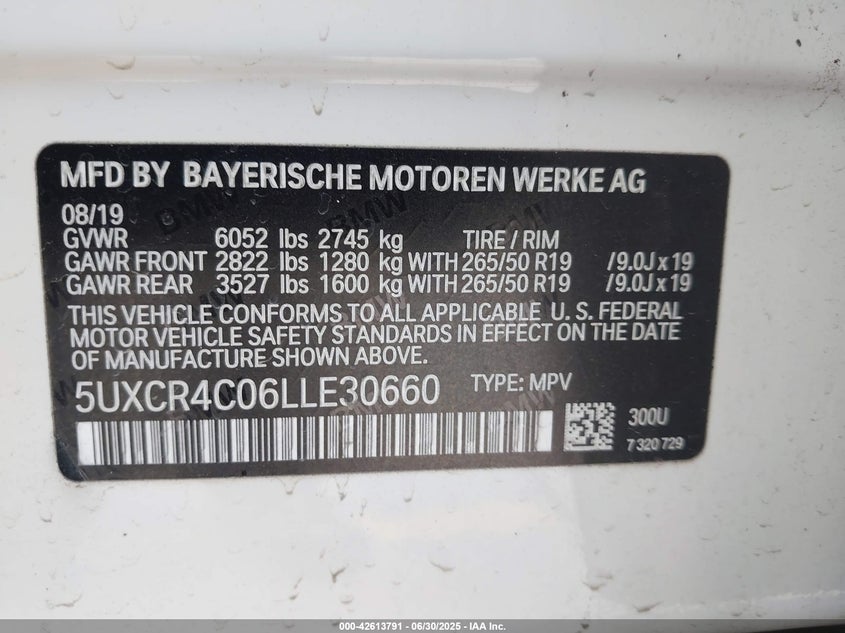 MFD BY BAYERISCHE MOTOREN WERKE AG
08/19
GVWR 6052 lbs 2745 kg TIRE / RIM
GAWR FRONT 2822 lbs 1280 kg WITH 265/50 R19 /9.0J x 19
GAWR REAR 3527 lbs 1600 kg WITH 265/50 R19 /9.0J x 19
THIS VEHICLE CONFORMS TO ALL APPLICABLE U. S. FEDERAL
MOTOR VEHICLE SAFETY STANDARDS IN EFFECT ON THE DATE
OF MANUFACTURE SHOWN ABOVE.
5UXCR4C06LLE30660 TYPE: MPV
300U
7 320 729
000-42613791 - 06/30/2025 - IAA Inc.